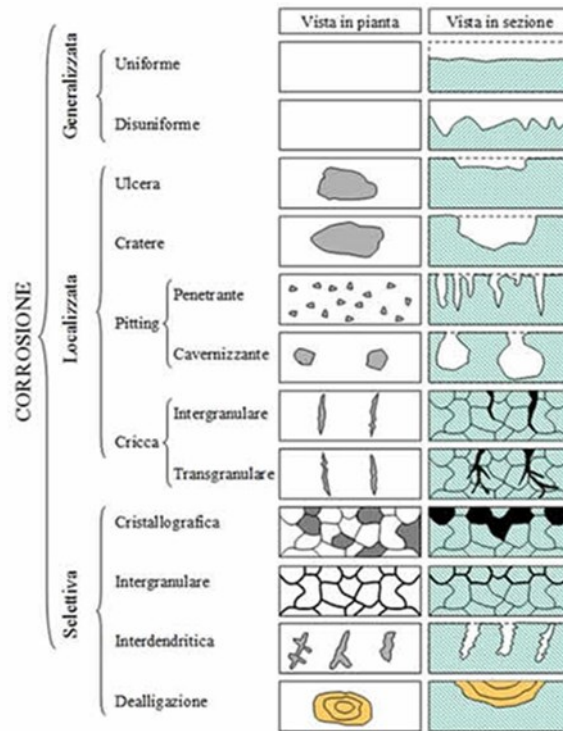 Vista in pianta
Vista in sezione
CORROSIONE
Generalizzata
Uniforme
Disuniforme
Localizzata
Ulcera
Cratere
Pitting
Penetrante
Cavernizzante
Cricca
Intergranulare
Transgranulare
Selettiva
Cristallografica
Intergranulare
Interdendritica
Dealligazione